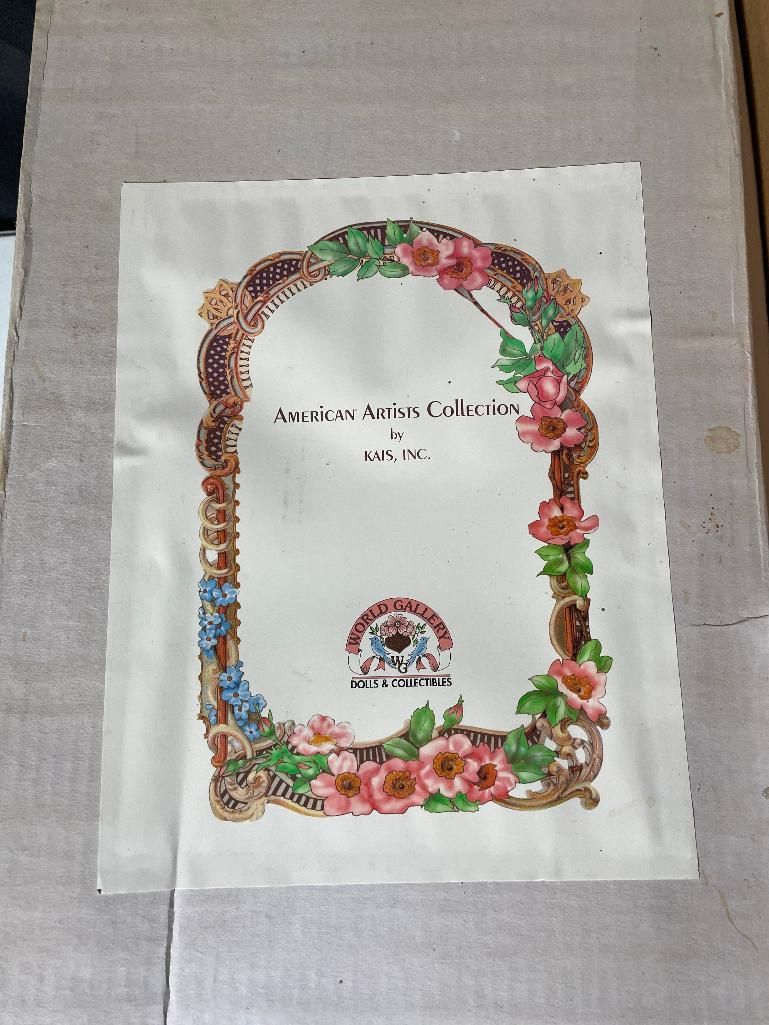 AMERICAN ARTISTS COLLECTION
by
KAIS, INC.
WORLD GALLERY
WG
DOLLS & COLLECTIBLES